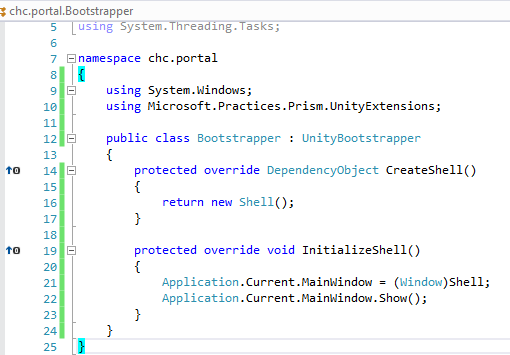 chc.portal.Bootstrapper
5 using System.Threading.Tasks;
6
7 namespace chc.portal
8 {
9 using System.Windows;
10 using Microsoft.Practices.Prism.UnityExtensions;
11
12 public class Bootstrapper : UnityBootstrapper
13 {
14 protected override DependencyObject CreateShell()
15 {
16 return new Shell();
17 }
18
19 protected override void InitializeShell()
20 {
21 Application.Current.MainWindow = (Window)Shell;
22 Application.Current.MainWindow.Show();
23 }
24 }
25 }